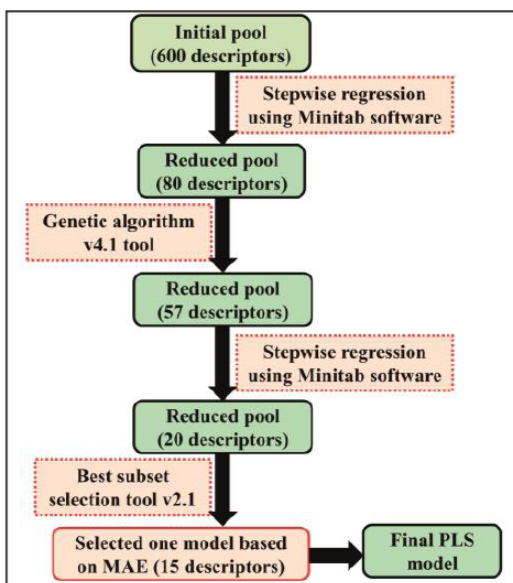 Initial pool
(600 descriptors)
Stepwise regression
using Minitab software
Reduced pool
(80 descriptors)
Genetic algorithm
v4.1 tool
Reduced pool
(57 descriptors)
Stepwise regression
using Minitab software
Reduced pool
(20 descriptors)
Best subset
selection tool v2.1
Selected one model based
on MAE (15 descriptors)
Final PLS
model